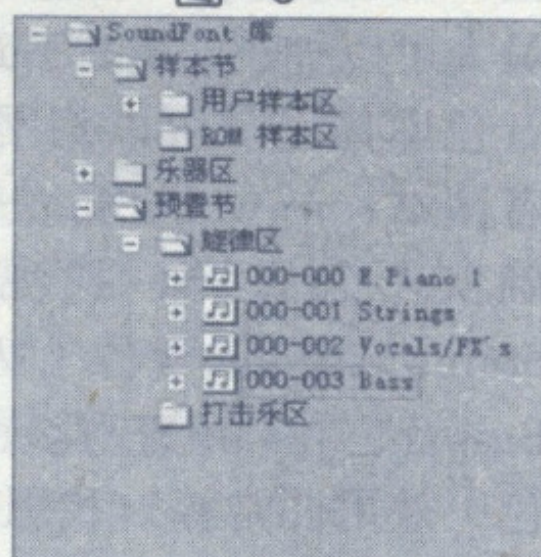 SoundFont 库
样本节
用户样本区
ROM 样本区
乐器区
预置节
旋律区
000-000 E.Piano 1
000-001 Strings
000-002 Vocals/FX's
000-003 Bass
打击乐区